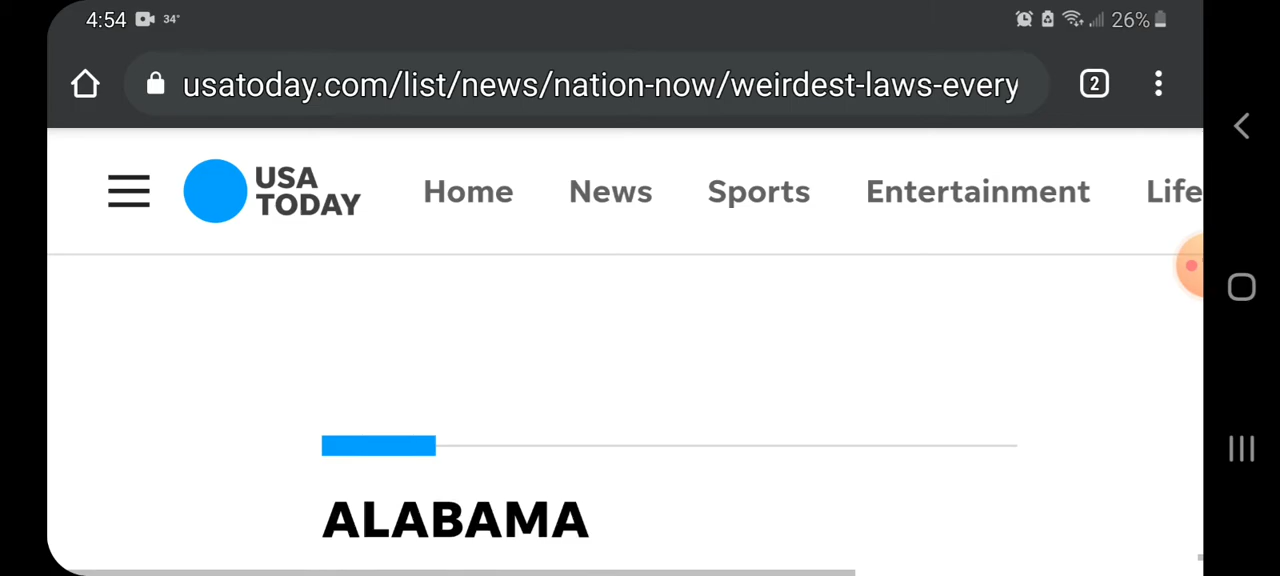 4:54 34°
26%
usatoday.com/list/news/nation-now/weirdest-laws-every
2
USA TODAY
Home News Sports Entertainment Life
ALABAMA